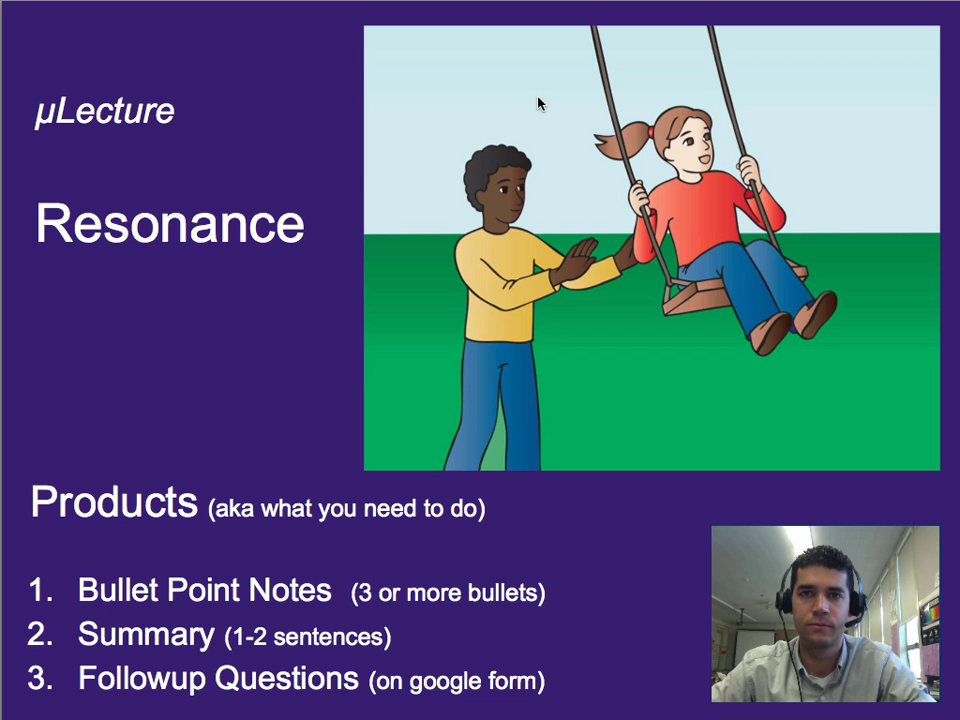 µLecture
Resonance
Products (aka what you need to do)
1. Bullet Point Notes (3 or more bullets)
2. Summary (1-2 sentences)
3. Followup Questions (on google form)